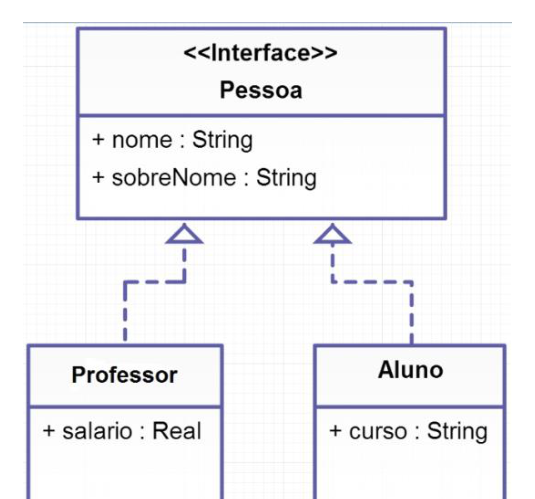 <<Interface>>
Pessoa
+ nome : String
+ sobreNome : String
Professor
+ salario : Real
Aluno
+ curso : String